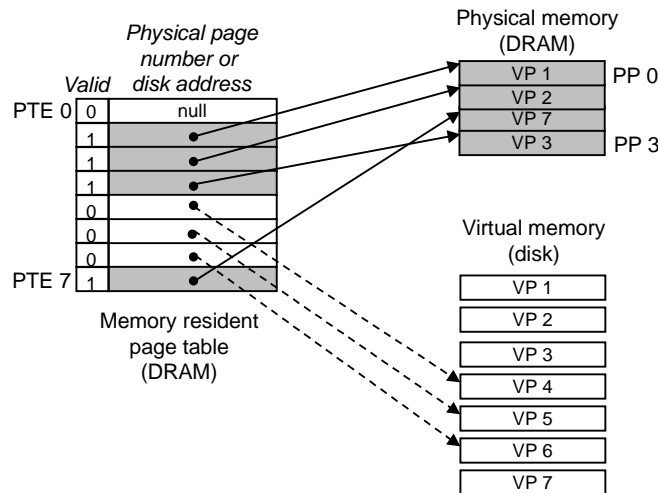 Physical page
number or
disk address
Valid
PTE 0
0
null
1
1
1
0
0
0
PTE 7
1
Memory resident
page table
(DRAM)
Physical memory
(DRAM)
VP 1
PP 0
VP 2
VP 7
VP 3
PP 3
Virtual memory
(disk)
VP 1
VP 2
VP 3
VP 4
VP 5
VP 6
VP 7